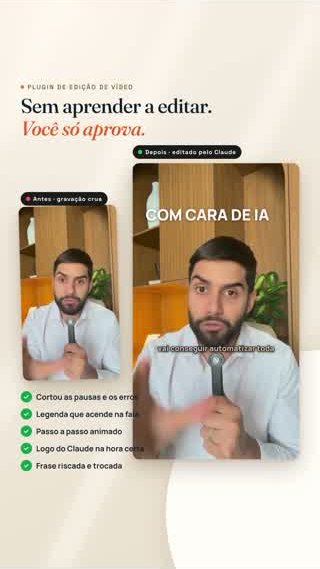 PLUGIN DE EDIÇÃO DE VÍDEO
Sem aprender a editar.
Você só aprova.
Depois · editado pelo Claude
Antes · gravação crua
COM CARA DE IA
vai conseguir automatizar toda
Cortou as pausas e os erros
Legenda que acende na fala
Passo a passo animado
Logo do Claude na hora certa
Frase riscada e trocada